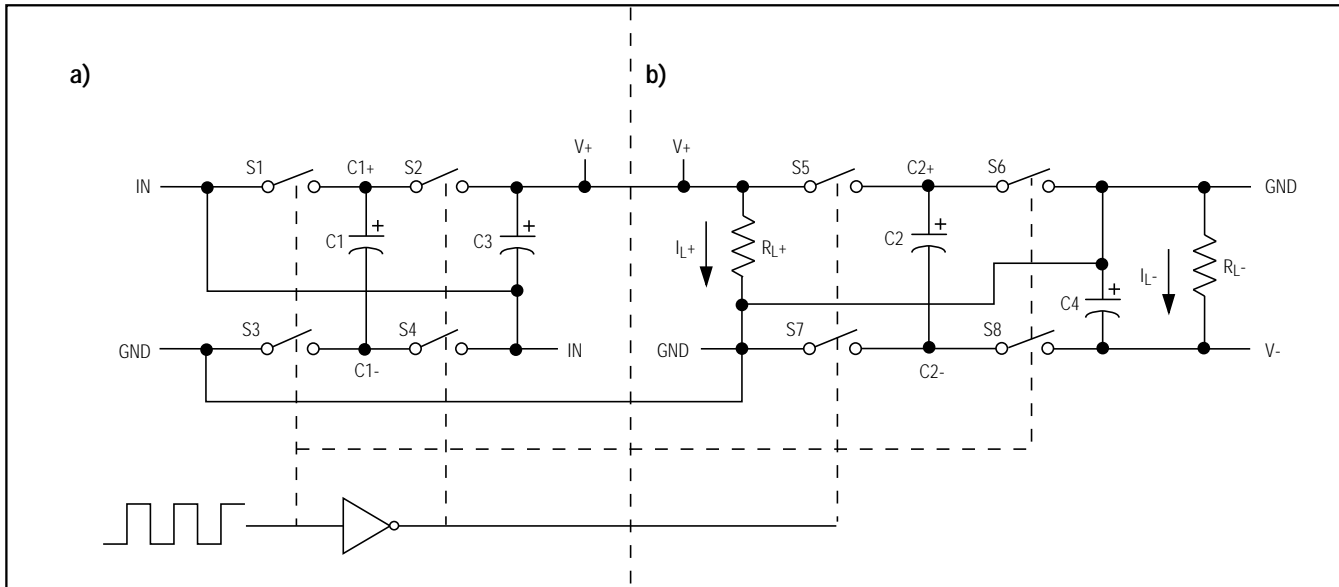 a)
b)
V+
V+
S1
C1+
S2
S5
C2+
S6
IN
GND
+
+
+
C1
C3
IL+
RL+
C2
+
IL-
RL-
C4
S3
S4
S7
S8
GND
IN
GND
V-
C1-
C2-